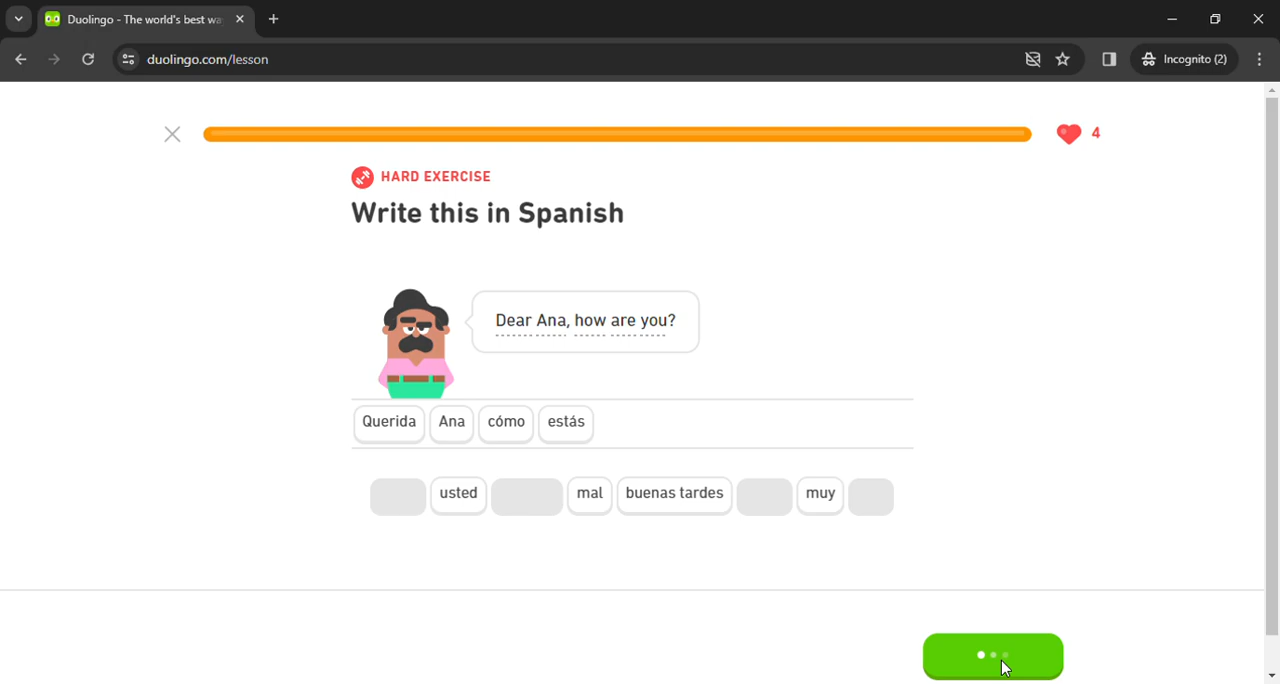 Duolingo - The world's best wa
duolingo.com/lesson
Incognito (2)
4
HARD EXERCISE
Write this in Spanish
Dear Ana, how are you?
Querida Ana cómo estás
usted mal buenas tardes muy